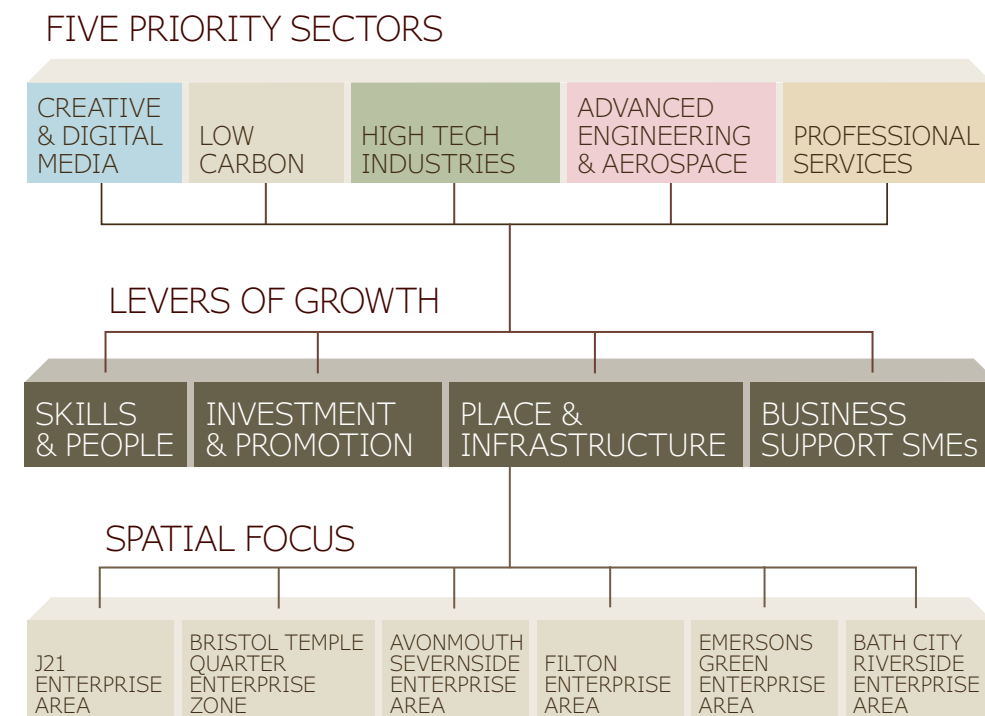 FIVE PRIORITY SECTORS
CREATIVE
& DIGITAL
MEDIA
LOW
CARBON
HIGH TECH
INDUSTRIES
ADVANCED
ENGINEERING
& AEROSPACE
PROFESSIONAL
SERVICES
LEVERS OF GROWTH
SKILLS
& PEOPLE
INVESTMENT
& PROMOTION
PLACE &
INFRASTRUCTURE
BUSINESS
SUPPORT SMEs
SPATIAL FOCUS
J21
ENTERPRISE
AREA
BRISTOL TEMPLE
QUARTER
ENTERPRISE
ZONE
AVONMOUTH
SEVERNSIDE
ENTERPRISE
AREA
FILTON
ENTERPRISE
AREA
EMERSONS
GREEN
ENTERPRISE
AREA
BATH CITY
RIVERSIDE
ENTERPRISE
AREA